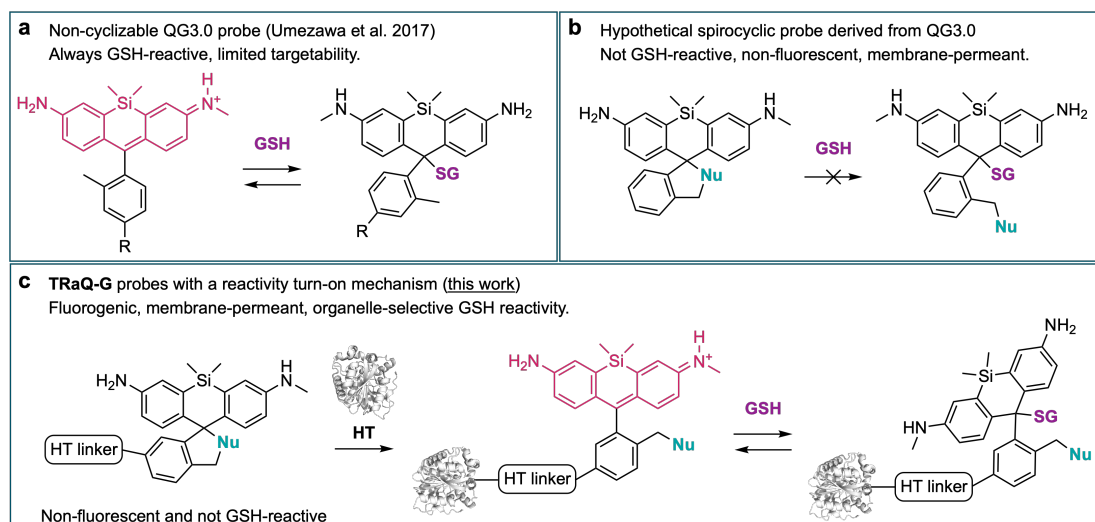 a Non-cyclizable QG3.0 probe (Umezawa et al. 2017)
Always GSH-reactive, limited targetability.
H2N
Si
H
N+
GSH
H
N
Si
NH2
SG
R
R
b Hypothetical spirocyclic probe derived from QG3.0
Not GSH-reactive, non-fluorescent, membrane-permeant.
H2N
Si
H
N
Nu
GSH
H
N
Si
NH2
SG
Nu
c TRaQ-G probes with a reactivity turn-on mechanism (this work)
Fluorogenic, membrane-permeant, organelle-selective GSH reactivity.
H2N
Si
H
N
Nu
HT linker
Non-fluorescent and not GSH-reactive
HT
H2N
Si
H
N+
Nu
HT linker
GSH
NH2
Si
SG
HN
Nu
HT linker